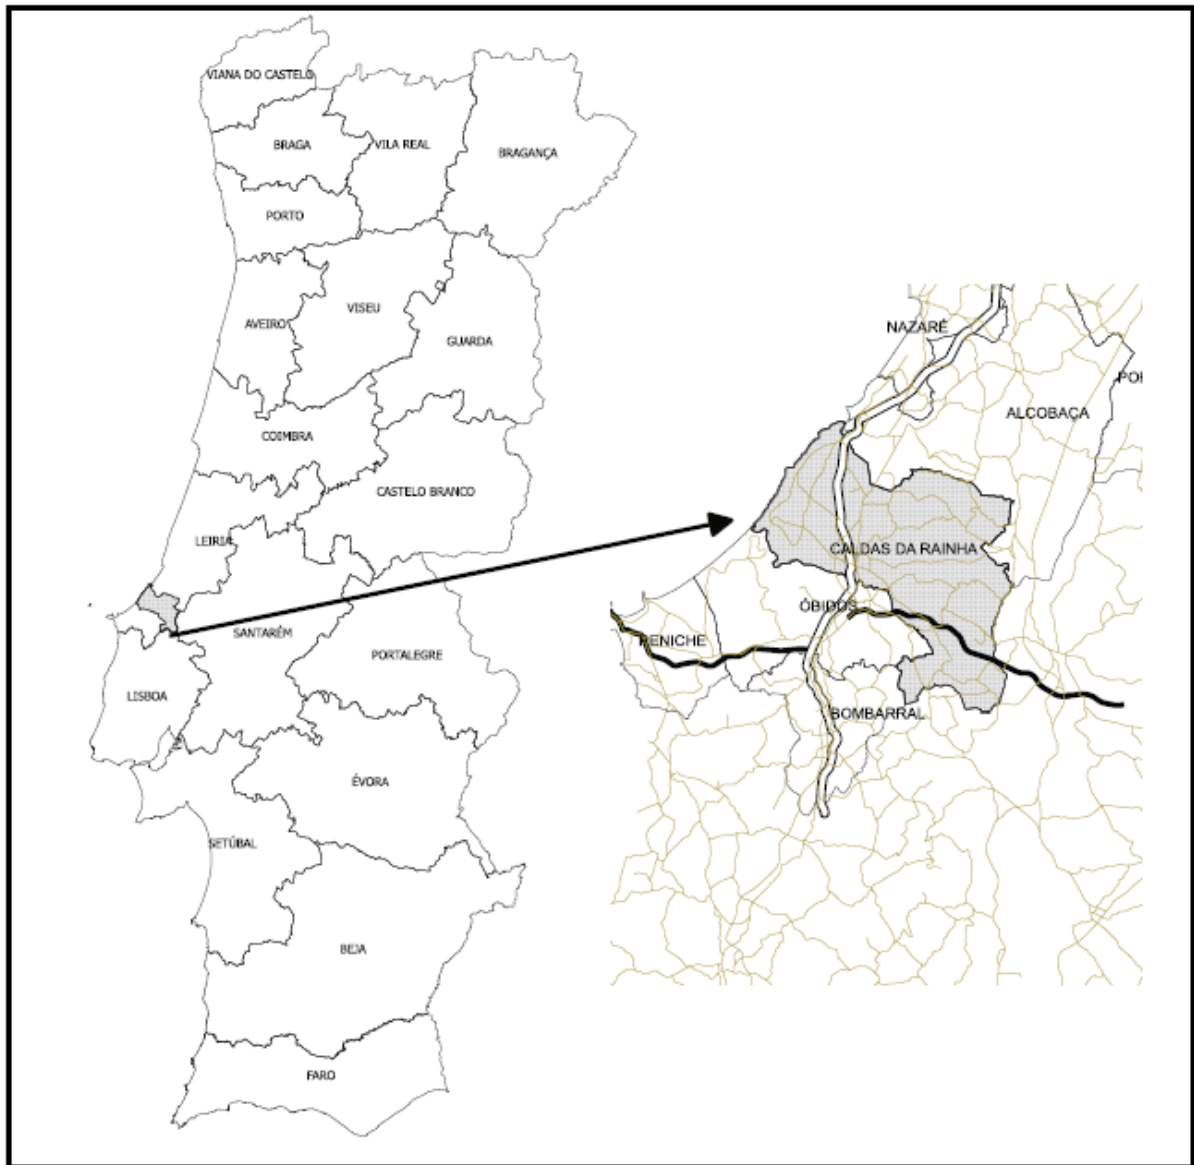 VIANA DO CASTELO
BRAGA
VILA REAL
BRAGANÇA
PORTO
AVEIRO
VISEU
GUARDA
COIMBRA
CASTELO BRANCO
LEIRIA
SANTARÉM
PORTALEGRE
LISBOA
ÉVORA
SETÚBAL
BEJA
FARO
NAZARÉ
ALCOBAÇA
CALDAS DA RAINHA
ÓBIDOS
PENICHE
BOMBARRAL